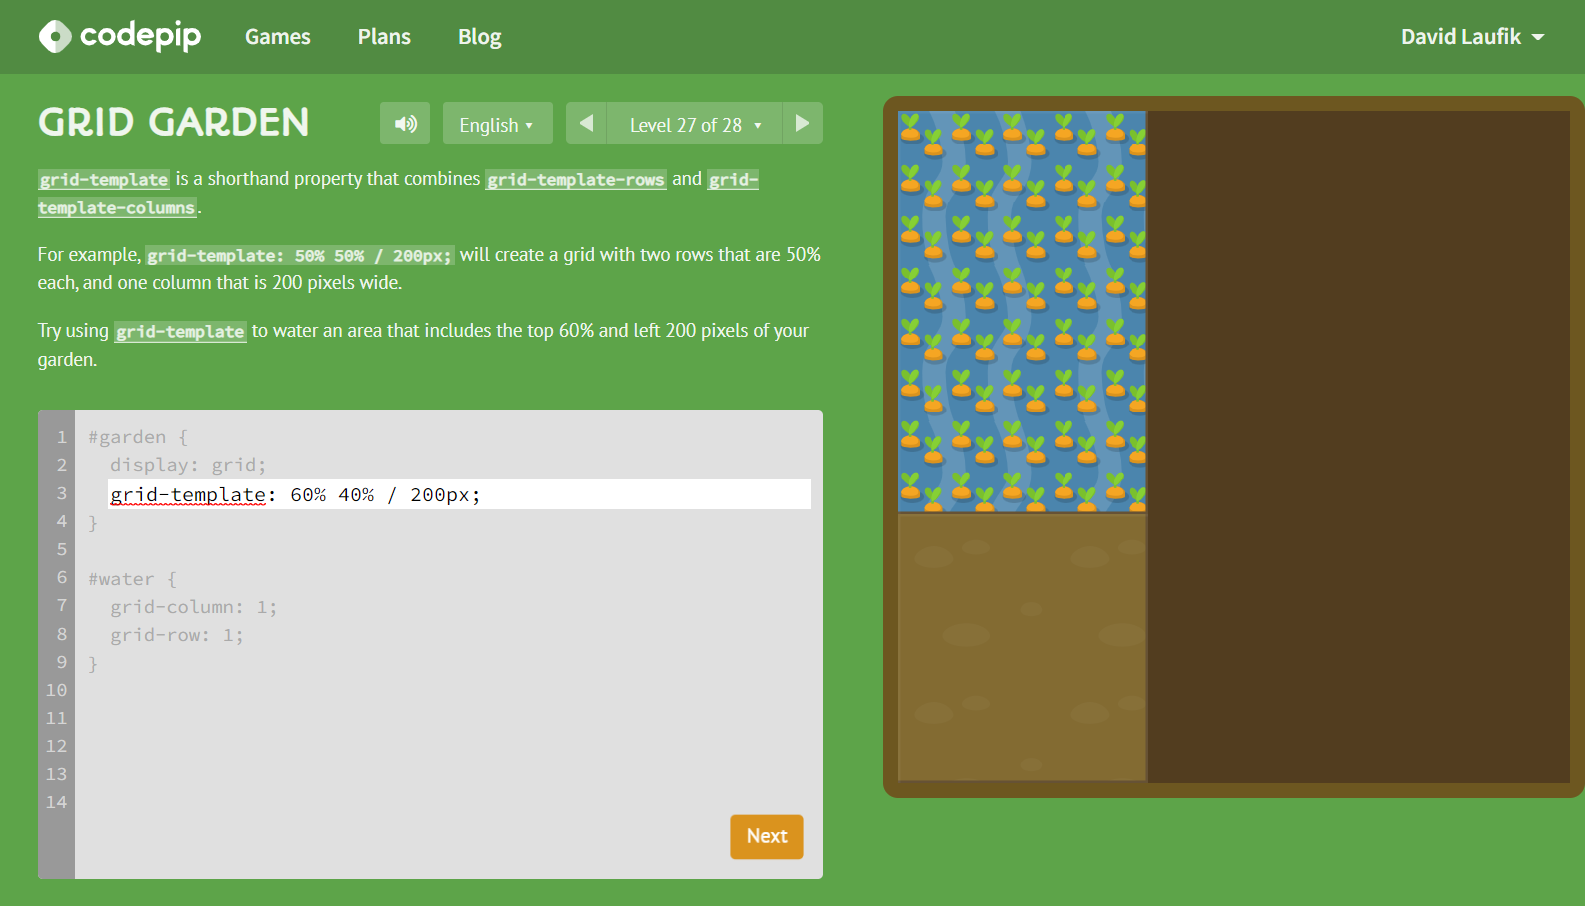 codepip
Games
Plans
Blog
David Laufik
GRID GARDEN
English
Level 27 of 28
grid-template is a shorthand property that combines grid-template-rows and grid-
template-columns.
For example, grid-template: 50% 50% / 200px; will create a grid with two rows that are 50%
each, and one column that is 200 pixels wide.
Try using grid-template to water an area that includes the top 60% and left 200 pixels of your
garden.
1 #garden {
2 display: grid;
3 grid-template: 60% 40% / 200px;
4 }
5
6 #water {
7 grid-column: 1;
8 grid-row: 1;
9 }
10
11
12
13
14
Next